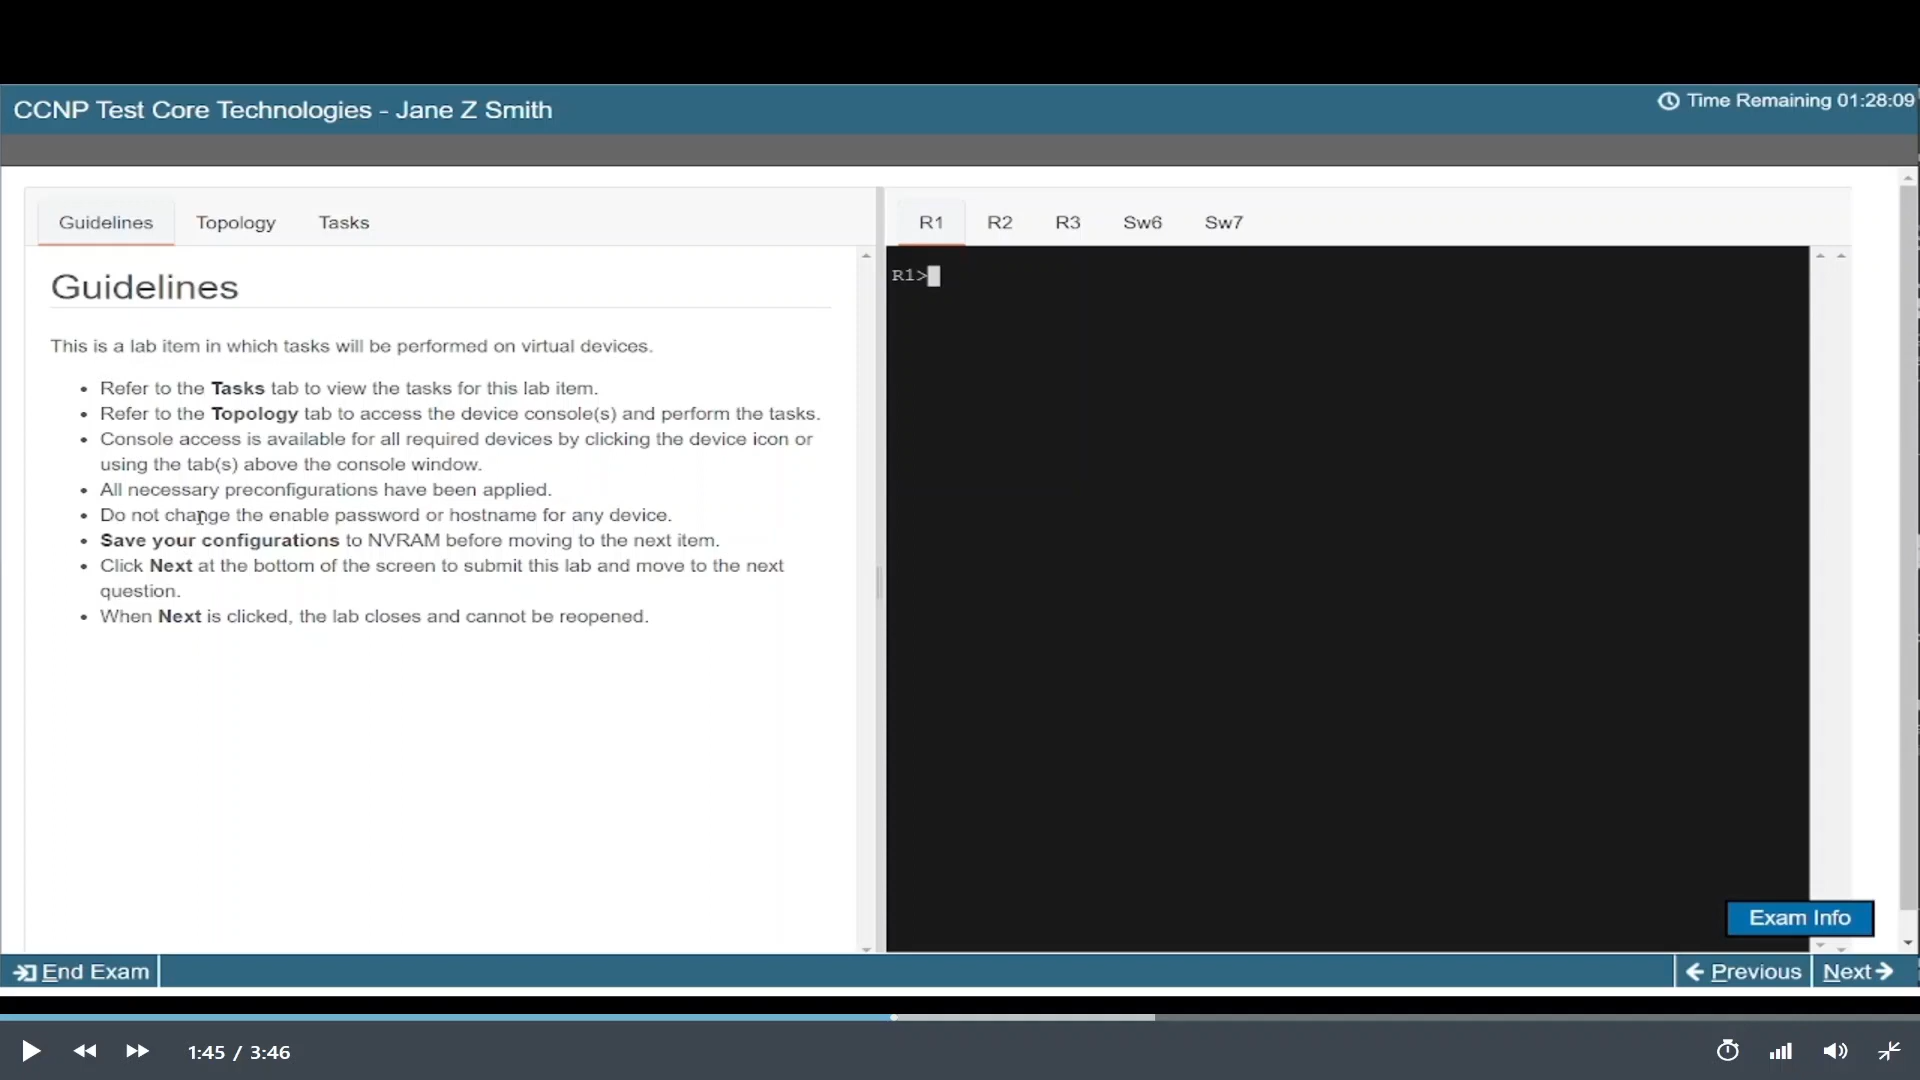 CCNP Test Core Technologies - Jane Z Smith
Time Remaining 01:28:09
Guidelines Topology Tasks
R1 R2 R3 Sw6 Sw7
Guidelines
This is a lab item in which tasks will be performed on virtual devices.
• Refer to the Tasks tab to view the tasks for this lab item.
• Refer to the Topology tab to access the device console(s) and perform the tasks.
• Console access is available for all required devices by clicking the device icon or
using the tab(s) above the console window.
• All necessary preconfigurations have been applied.
• Do not change the enable password or hostname for any device.
• Save your configurations to NVRAM before moving to the next item.
• Click Next at the bottom of the screen to submit this lab and move to the next
question.
• When Next is clicked, the lab closes and cannot be reopened.
R1>
Exam Info
End Exam
Previous
Next
1:45 / 3:46